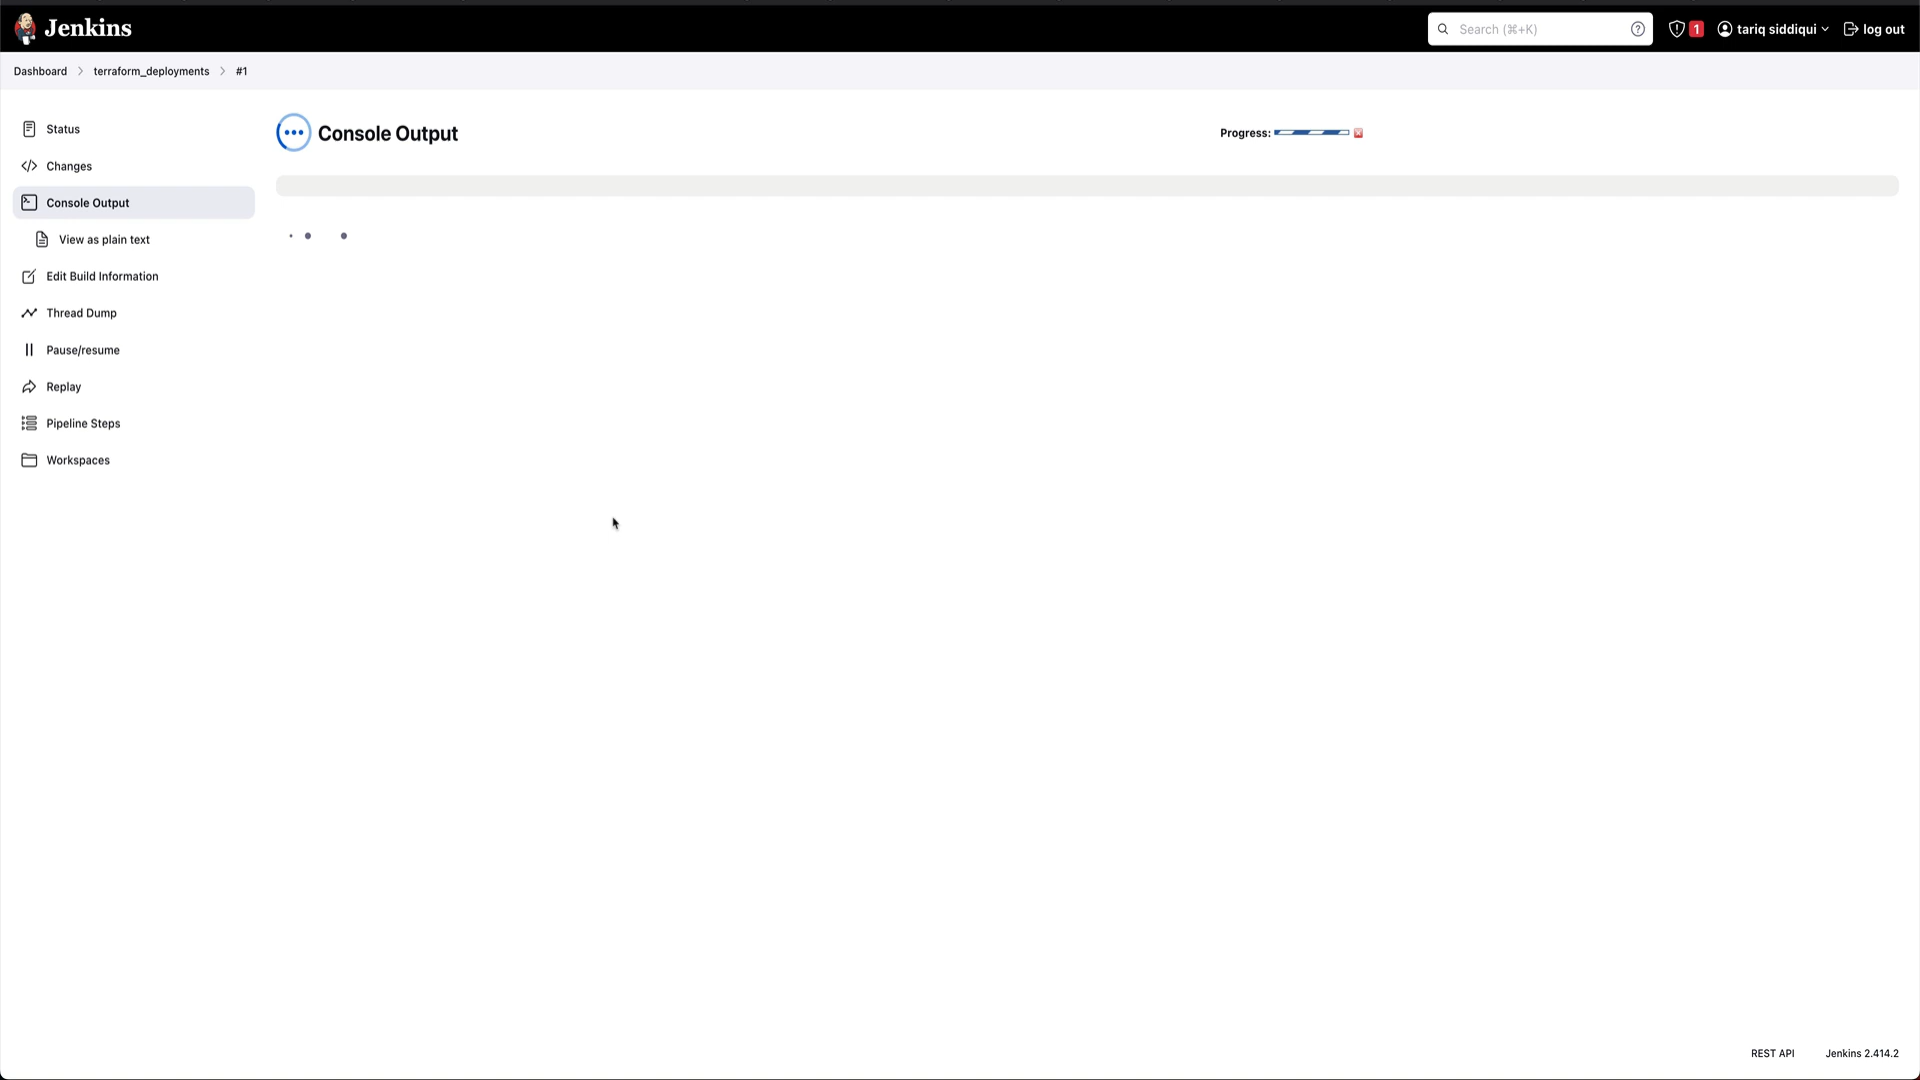 Jenkins
Search (⌘+K)
1
tariq siddiqui
log out
Dashboard
terraform_deployments
#1
Status
Changes
Console Output
View as plain text
Edit Build Information
Thread Dump
Pause/resume
Replay
Pipeline Steps
Workspaces
Console Output
Progress:
REST API
Jenkins 2.414.2